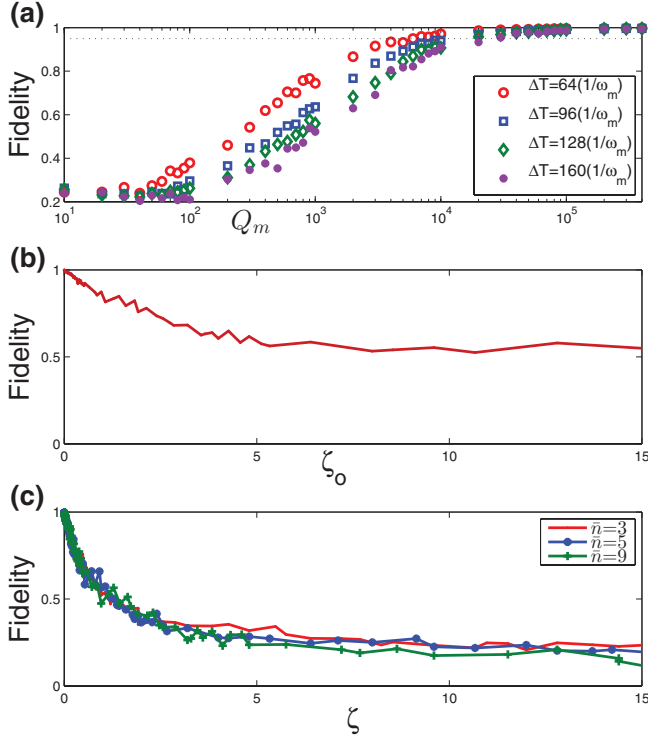 (a)
Fidelity
1
0.8
0.6
0.4
0.2
10^1
10^2
10^3
10^4
10^5
Q_m
ΔT=64(1/ω_m)
ΔT=96(1/ω_m)
ΔT=128(1/ω_m)
ΔT=160(1/ω_m)
(b)
Fidelity
1
0.5
0
0
5
10
15
ζ_o
(c)
Fidelity
1
0.5
0
0
5
10
15
ζ
n̄=3
n̄=5
n̄=9